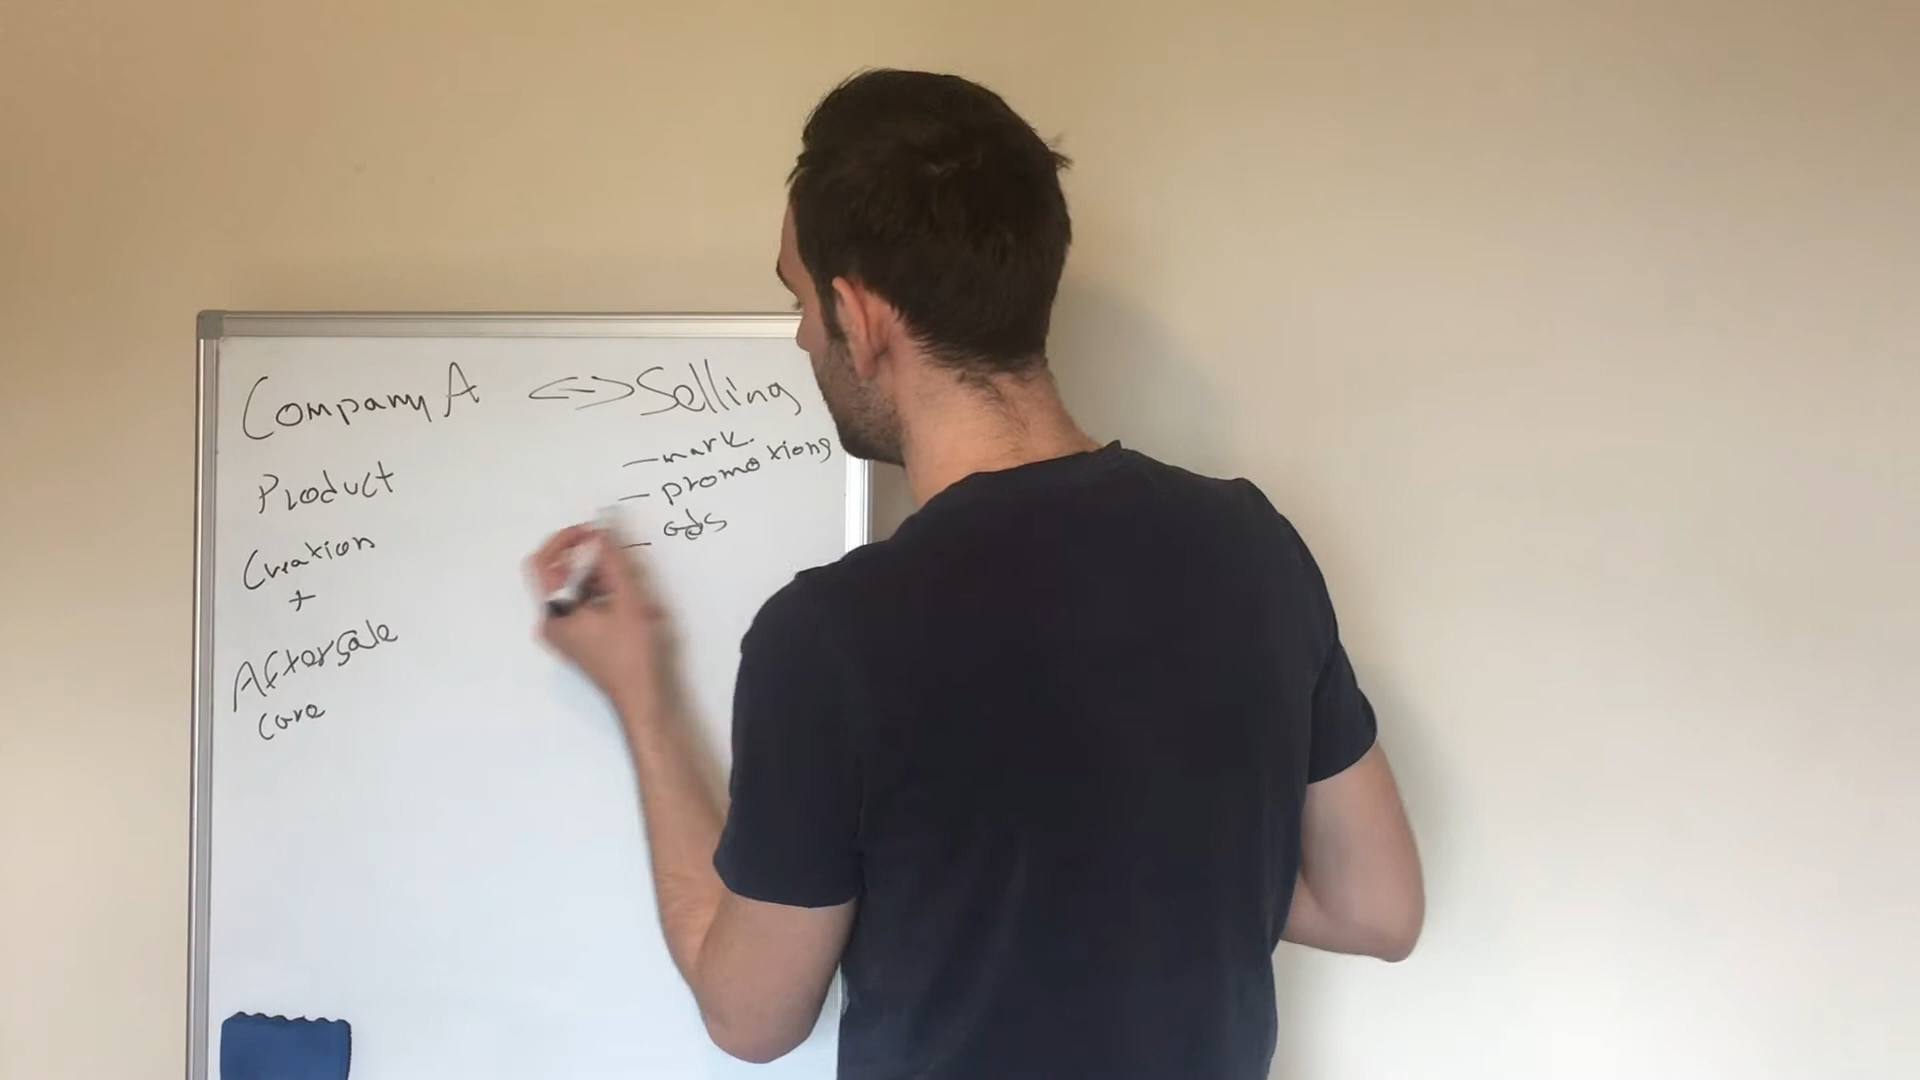 Company A <=> Selling
- mark.
- promotions
- ads
Product
Creation
+
Aftersale
care